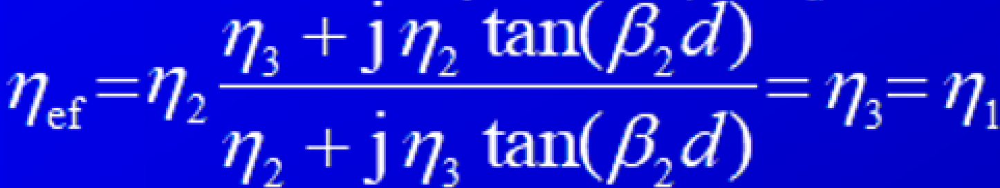 η_ef = η_2 (η_3 + j η_2 tan(β_2 d)) / (η_2 + j η_3 tan(β_2 d)) = η_3 = η_1